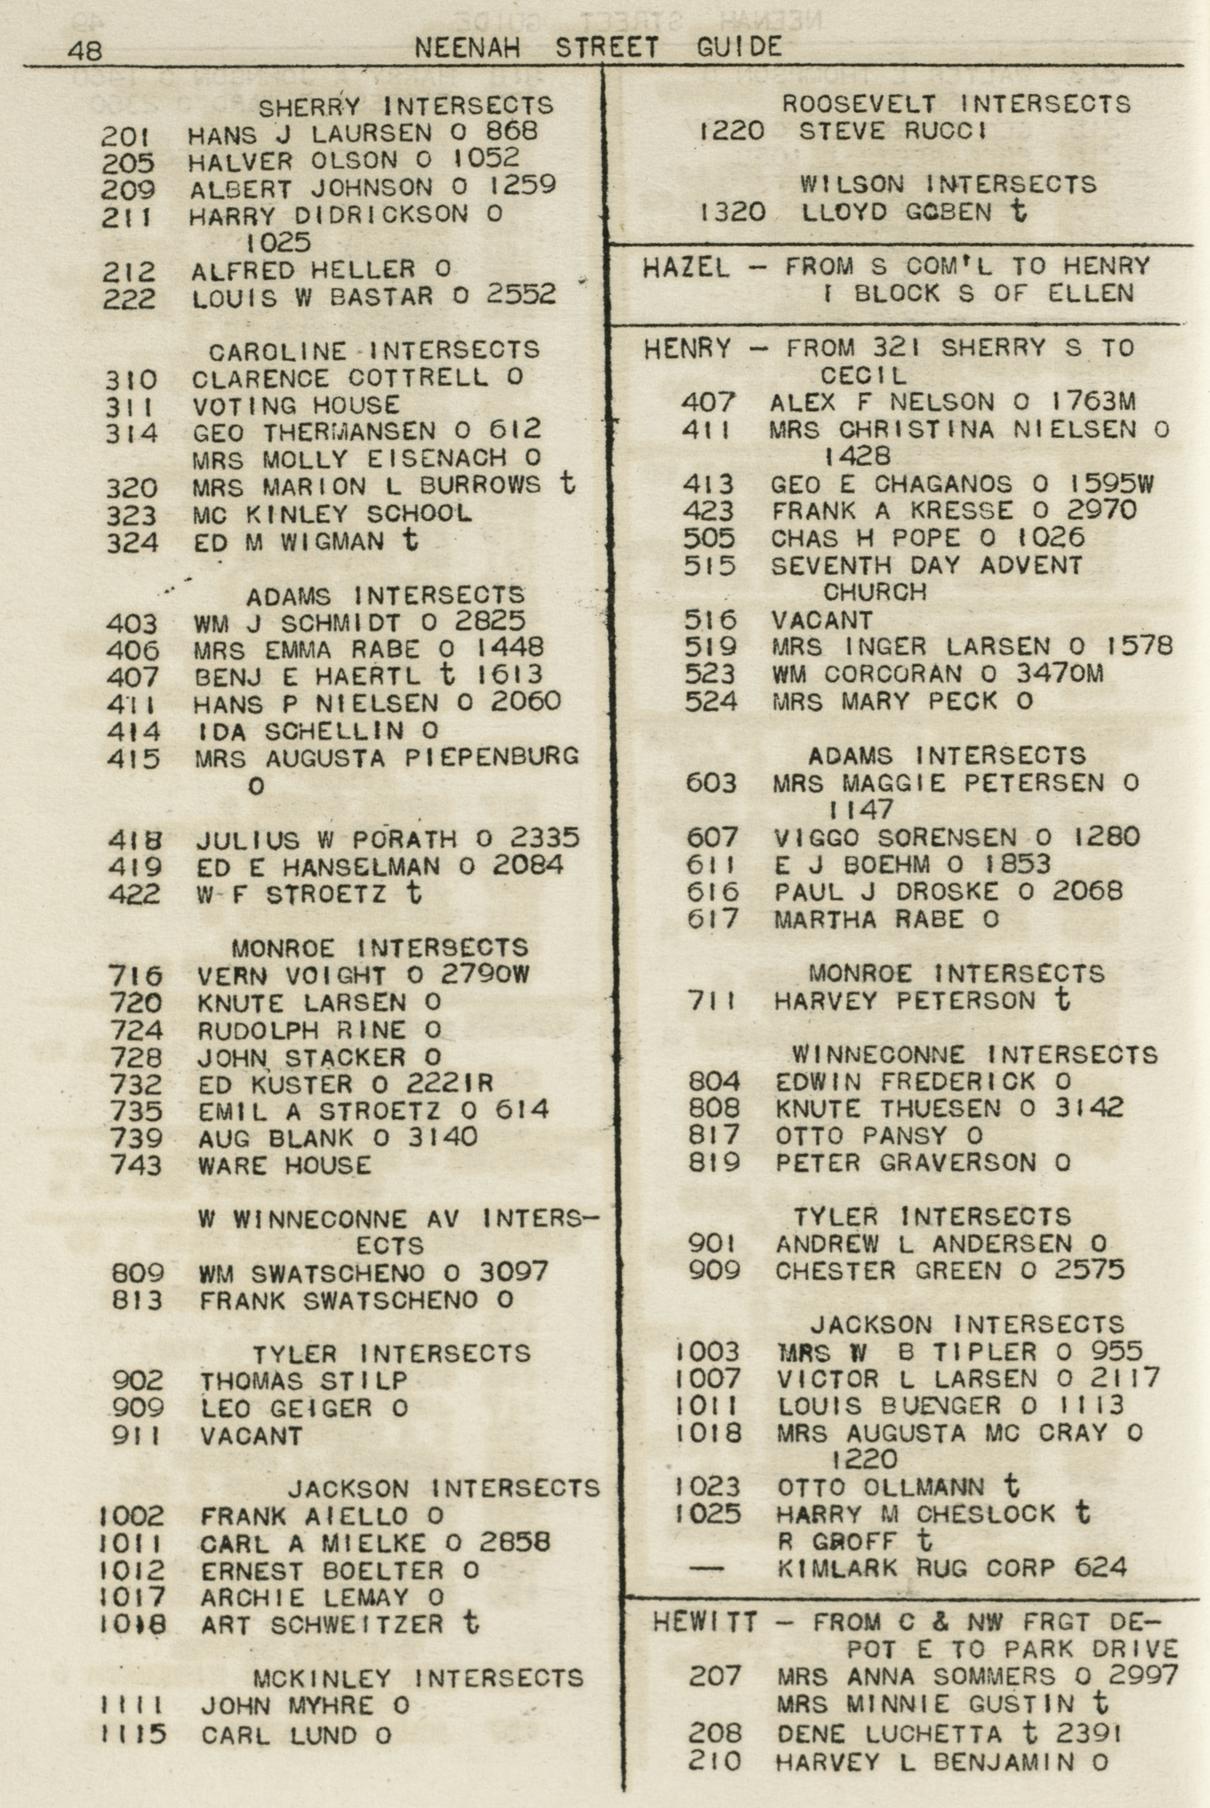 48
NEENAH STREET GUIDE
SHERRY INTERSECTS
201 HANS J LAURSEN O 868
205 HALVER OLSON O 1052
209 ALBERT JOHNSON O 1259
211 HARRY DIDRICKSON O
1025
212 ALFRED HELLER O
222 LOUIS W BASTAR O 2552
CAROLINE INTERSECTS
310 CLARENCE COTTRELL O
311 VOTING HOUSE
314 GEO THERMANSEN O 612
MRS MOLLY EISENACH O
320 MRS MARION L BURROWS t
323 MC KINLEY SCHOOL
324 ED M WIGMAN t
ADAMS INTERSECTS
403 WM J SCHMIDT O 2825
406 MRS EMMA RABE O 1448
407 BENJ E HAERTL t 1613
411 HANS P NIELSEN O 2060
414 IDA SCHELLIN O
415 MRS AUGUSTA PIEPENBURG
O
418 JULIUS W PORATH O 2335
419 ED E HANSELMAN O 2084
422 W F STROETZ t
MONROE INTERSECTS
716 VERN VOIGHT O 2790W
720 KNUTE LARSEN O
724 RUDOLPH RINE O
728 JOHN STACKER O
732 ED KUSTER O 2221R
735 EMIL A STROETZ O 614
739 AUG BLANK O 3140
743 WARE HOUSE
W WINNECONNE AV INTERS-
ECTS
809 WM SWATSCHENO O 3097
813 FRANK SWATSCHENO O
TYLER INTERSECTS
902 THOMAS STILP
909 LEO GEIGER O
911 VACANT
JACKSON INTERSECTS
1002 FRANK AIELLO O
1011 CARL A MIELKE O 2858
1012 ERNEST BOELTER O
1017 ARCHIE LEMAY O
1018 ART SCHWEITZER t
MCKINLEY INTERSECTS
1111 JOHN MYHRE O
1115 CARL LUND O
ROOSEVELT INTERSECTS
1220 STEVE RUCCI
WILSON INTERSECTS
1320 LLOYD GOBEN t
HAZEL - FROM S COM'L TO HENRY
1 BLOCK S OF ELLEN
HENRY - FROM 321 SHERRY S TO
CECIL
407 ALEX F NELSON O 1763M
411 MRS CHRISTINA NIELSEN O
1428
413 GEO E CHAGANOS O 1595W
423 FRANK A KRESSE O 2970
505 CHAS H POPE O 1026
515 SEVENTH DAY ADVENT
CHURCH
516 VACANT
519 MRS INGER LARSEN O 1578
523 WM CORCORAN O 3470M
524 MRS MARY PECK O
ADAMS INTERSECTS
603 MRS MAGGIE PETERSEN O
1147
607 VIGGO SORENSEN O 1280
611 E J BOEHM O 1853
616 PAUL J DROSKE O 2068
617 MARTHA RABE O
MONROE INTERSECTS
711 HARVEY PETERSON t
WINNECONNE INTERSECTS
804 EDWIN FREDERICK O
808 KNUTE THUESEN O 3142
817 OTTO PANSY O
819 PETER GRAVERSON O
TYLER INTERSECTS
901 ANDREW L ANDERSEN O
909 CHESTER GREEN O 2575
JACKSON INTERSECTS
1003 MRS W B TIPLER O 955
1007 VICTOR L LARSEN O 2117
1011 LOUIS BUENGER O 1113
1018 MRS AUGUSTA MC CRAY O
1220
1023 OTTO OLLMANN t
1025 HARRY M CHESLOCK t
R GROFF t
— KIMLARK RUG CORP 624
HEWITT - FROM C & NW FRGT DE-
POT E TO PARK DRIVE
207 MRS ANNA SOMMERS O 2997
MRS MINNIE GUSTIN t
208 DENE LUCHETTA t 2391
210 HARVEY L BENJAMIN O